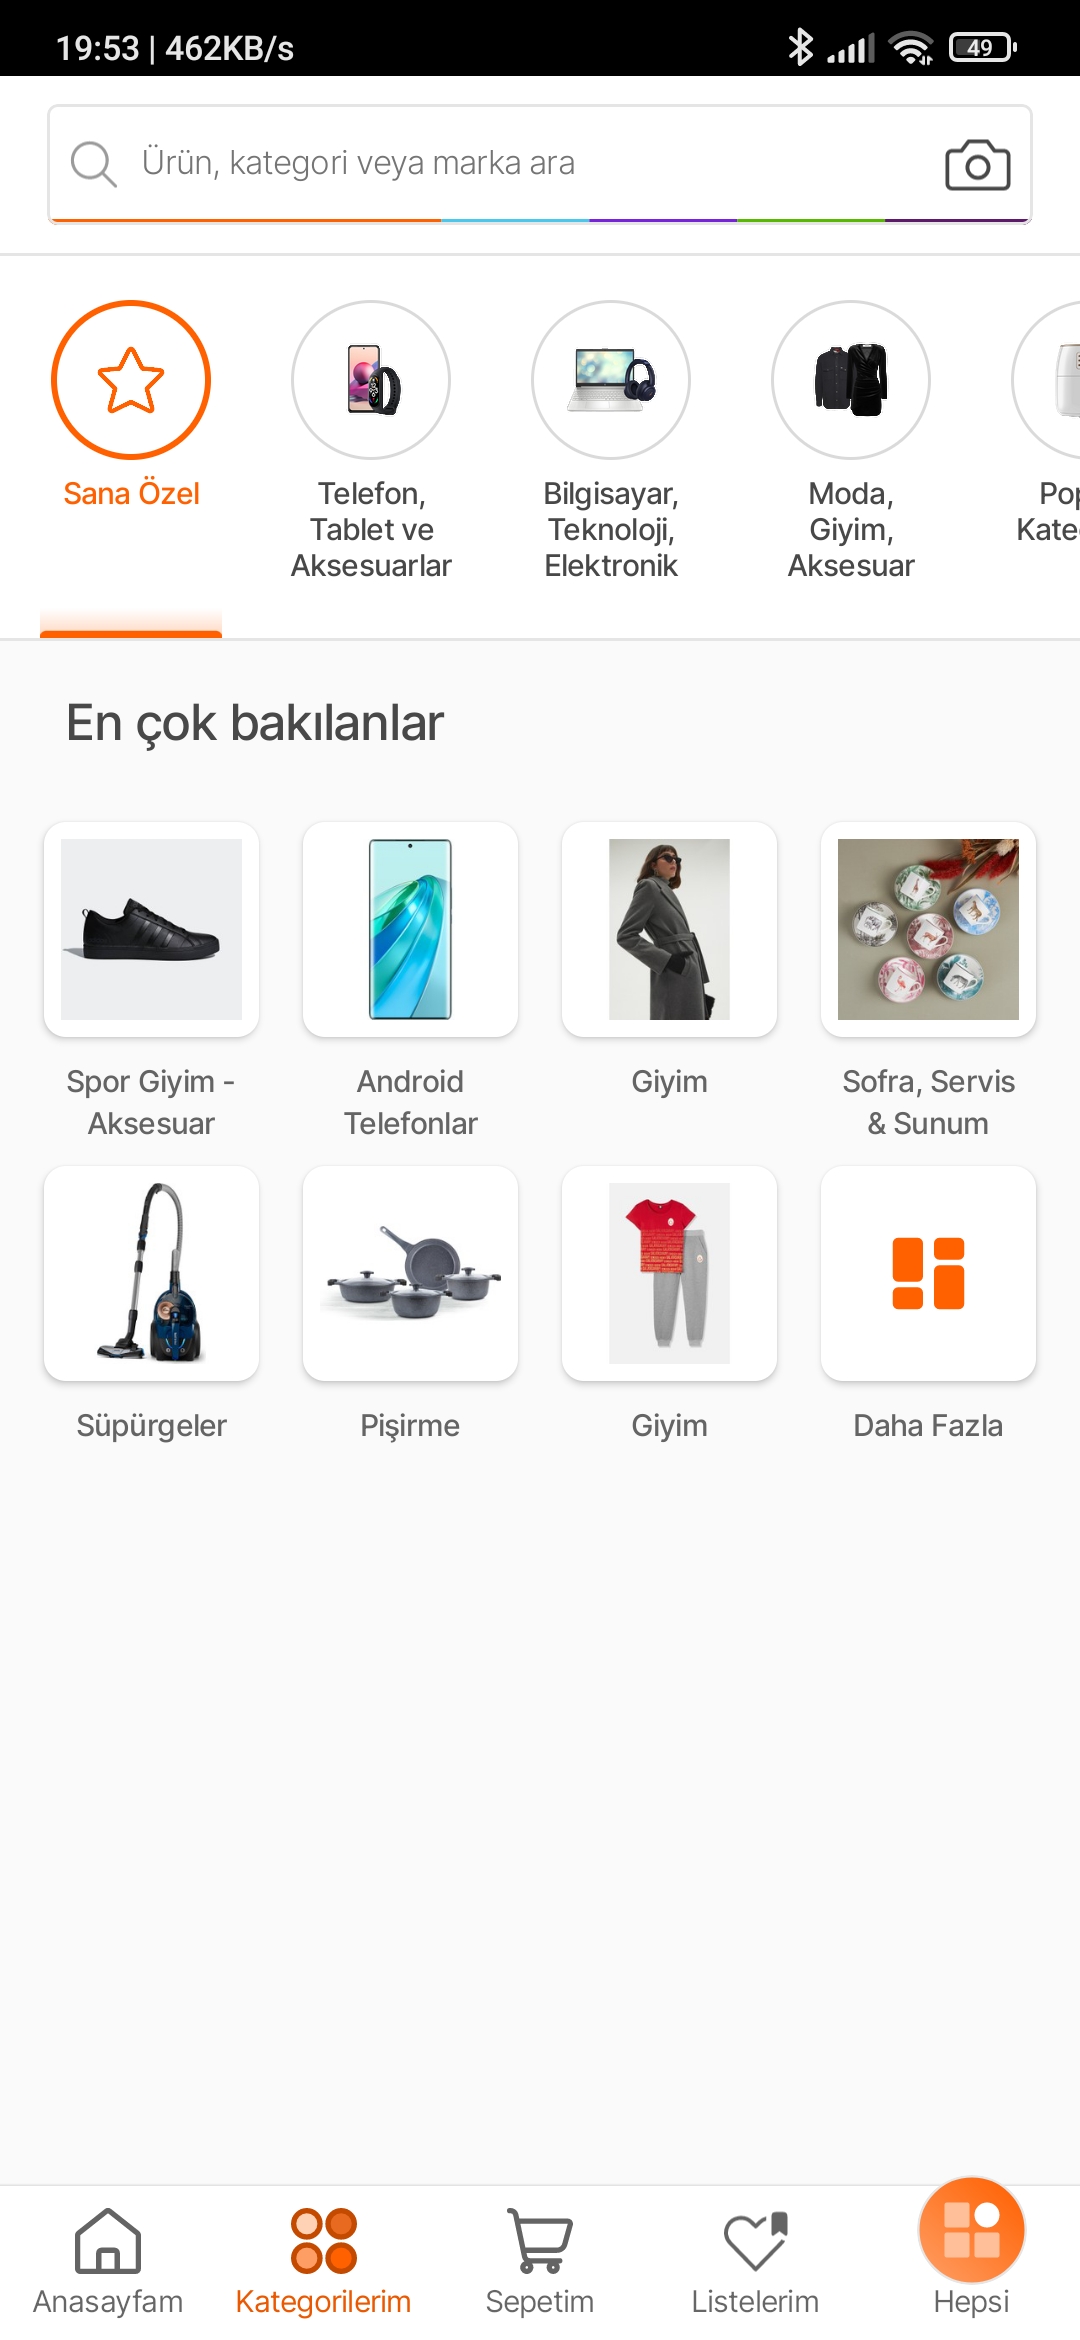 19:53 | 462KB/s
49
Ürün, kategori veya marka ara
Sana Özel
Telefon,
Tablet ve
Aksesuarlar
Bilgisayar,
Teknoloji,
Elektronik
Moda,
Giyim,
Aksesuar
En çok bakılanlar
Spor Giyim -
Aksesuar
Android
Telefonlar
Giyim
Sofra, Servis
& Sunum
Süpürgeler
Pişirme
Giyim
Daha Fazla
Anasayfam
Kategorilerim
Sepetim
Listelerim
Hepsi